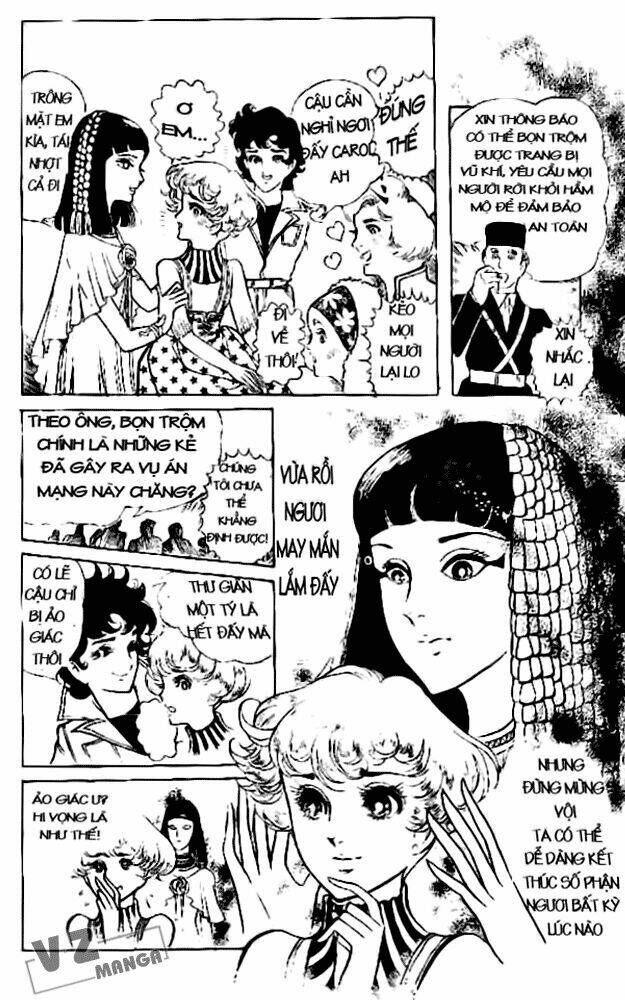 TRÔNG
MẶT EM
KÌA, TÁI
NHỢT
CẢ ĐI
Ơ
EM...
CẬU CẦN
NGHỈ NGƠI
ĐẤY CAROL
AH
ĐÚNG
THẾ
ĐI
VỀ
THÔI!
KẺO
MỌI
NGƯỜI
LẠI LO
XIN THÔNG BÁO
CÓ THỂ BỌN TRỘM
ĐƯỢC TRANG BỊ
VŨ KHÍ, YÊU CẦU MỌI
NGƯỜI RỜI KHỎI HẦM
MỘ ĐỂ ĐẢM BẢO
AN TOÀN
XIN
NHẮC
LẠI
THEO ÔNG, BỌN TRỘM
CHÍNH LÀ NHỮNG KẺ
ĐÃ GÂY RA VỤ ÁN
MẠNG NÀY CHĂNG?
CHÚNG
TÔI CHƯA
THỂ
KHẲNG
ĐỊNH ĐƯỢC!
VỪA RỒI
NGƯƠI
MAY MẮN
LẮM ĐẤY
CÓ LẼ
CẬU CHỈ
BỊ ẢO
GIÁC
THÔI
THƯ GIÃN
MỘT TÝ LÀ
HẾT ĐẤY MÀ
ẢO GIÁC Ư?
HI VỌNG LÀ
NHƯ THẾ!
NHƯNG
ĐỪNG MỪNG
VỘI
TA CÓ THỂ
DỄ DÀNG KẾT
THÚC SỐ PHẬN
NGƯƠI BẤT KỲ
LÚC NÀO
VZ
MANGA